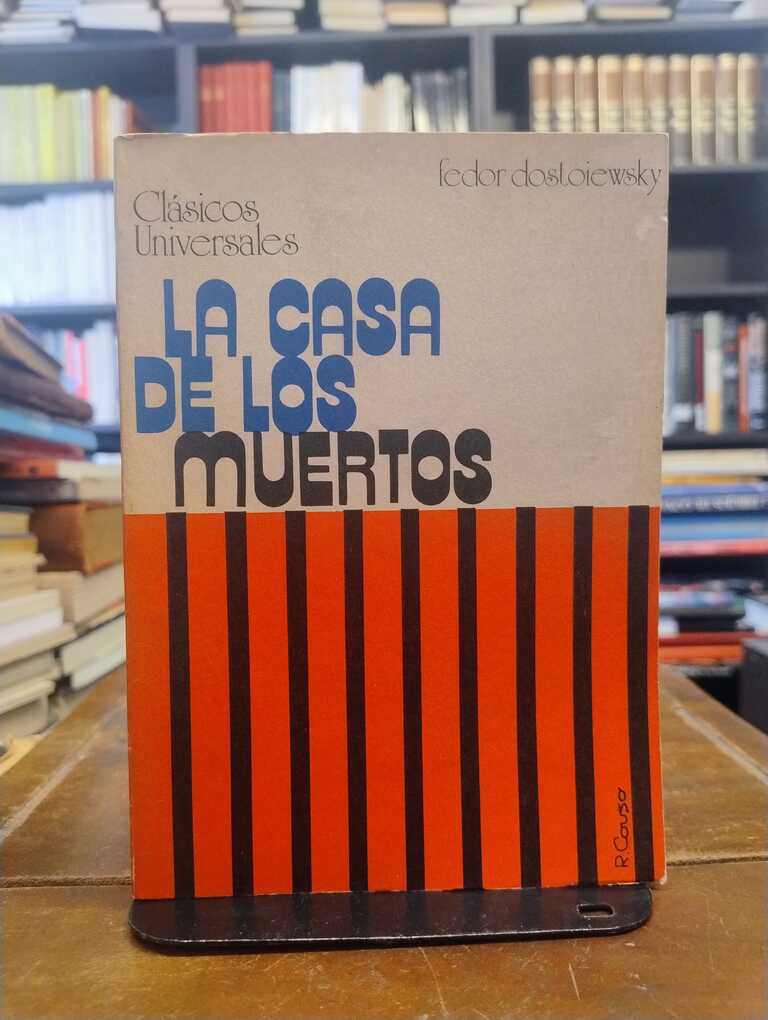 fedor dostoiewsky
Clásicos
Universales
LA CASA
DE LOS
MUERTOS
R. Couso